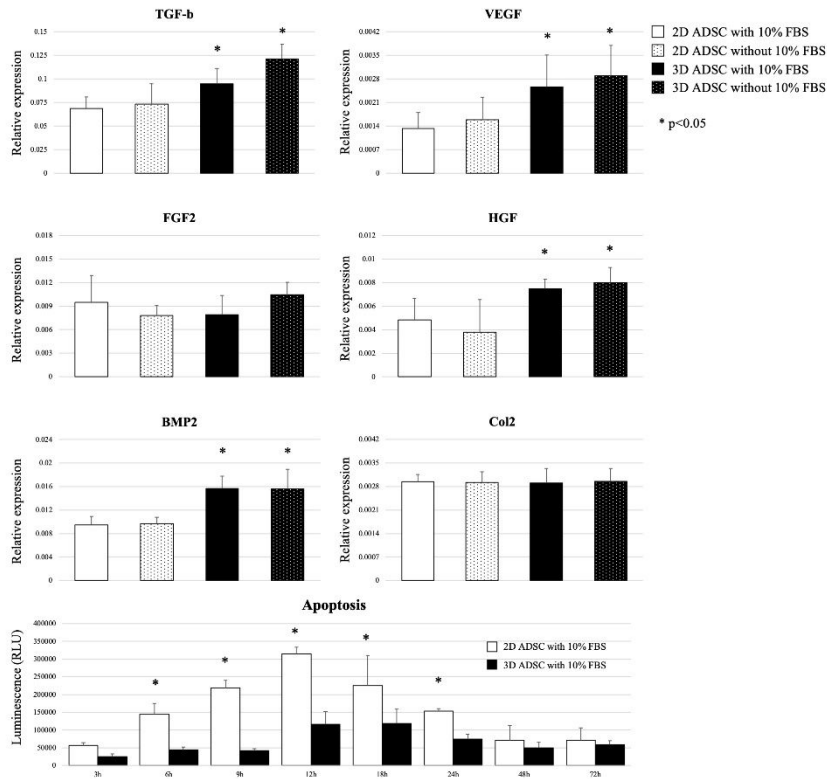 TGF-b
Relative expression
0.15
0.125
0.1
0.075
0.05
0.025
0
*
*
VEGF
Relative expression
0.0042
0.0035
0.0028
0.0021
0.0014
0.0007
0
*
*
2D ADSC with 10% FBS
2D ADSC without 10% FBS
3D ADSC with 10% FBS
3D ADSC without 10% FBS
* p<0.05
FGF2
Relative expression
0.018
0.015
0.012
0.009
0.006
0.003
0
HGF
Relative expression
0.012
0.01
0.008
0.006
0.004
0.002
0
*
*
BMP2
Relative expression
0.024
0.02
0.016
0.012
0.008
0.004
0
*
*
Col2
Relative expression
0.0042
0.0035
0.0028
0.0021
0.0014
0.0007
0
Apoptosis
Luminescence (RLU)
400000
350000
300000
250000
200000
150000
100000
50000
0
*
*
*
*
*
2D ADSC with 10% FBS
3D ADSC with 10% FBS
3h 6h 9h 12h 18h 24h 48h 72h